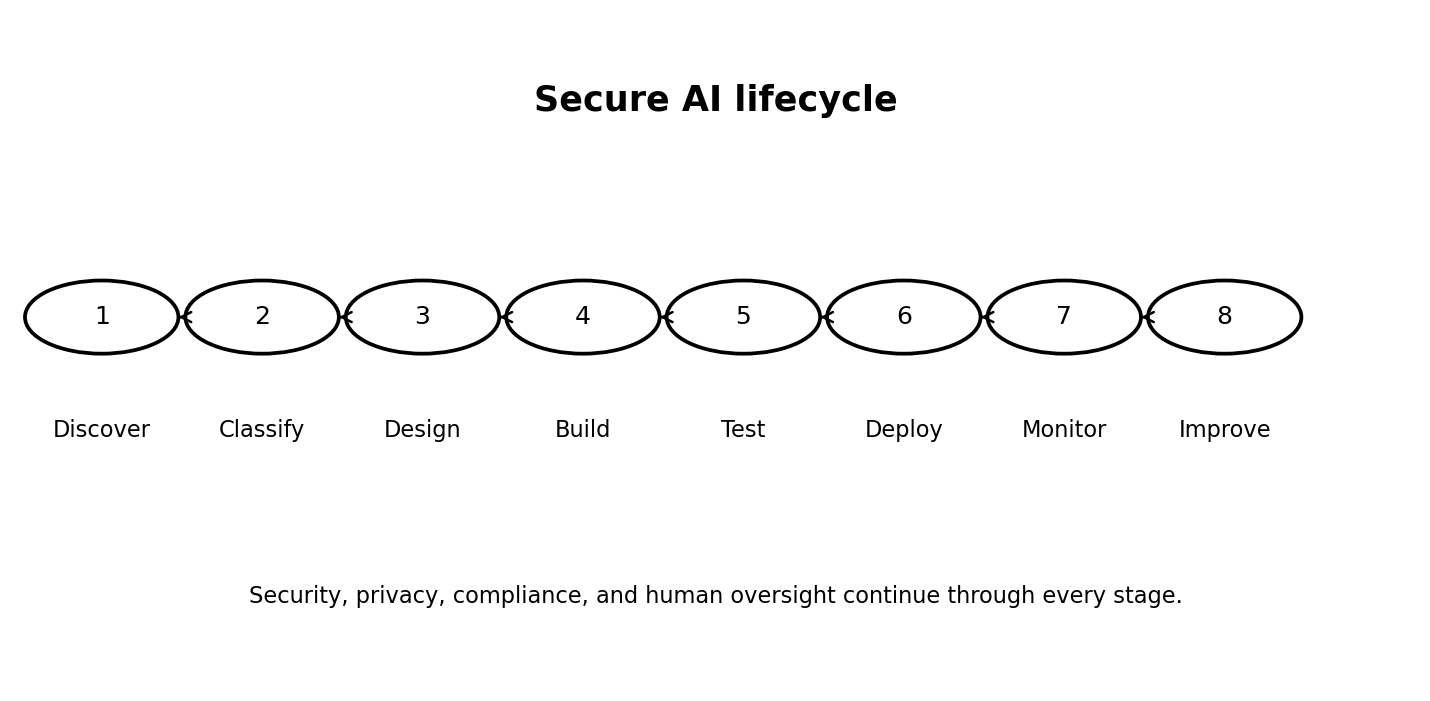 Secure AI lifecycle
1 2 3 4 5 6 7 8
Discover Classify Design Build Test Deploy Monitor Improve
Security, privacy, compliance, and human oversight continue through every stage.